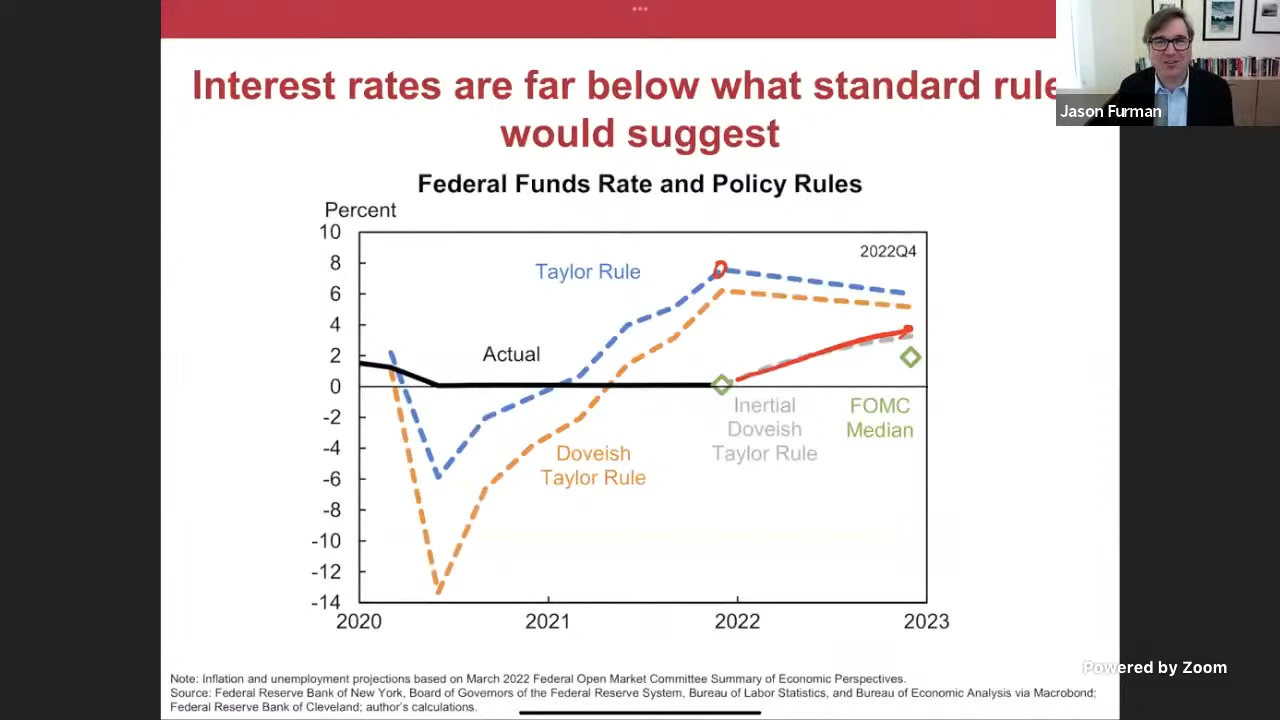 Interest rates are far below what standard rule
would suggest
Jason Furman
Federal Funds Rate and Policy Rules
Percent
10
8
6
4
2
0
-2
-4
-6
-8
-10
-12
-14
2022Q4
Taylor Rule
Actual
Inertial
Doveish
Taylor Rule
FOMC
Median
Doveish
Taylor Rule
2020
2021
2022
2023
Powered by Zoom
Note: Inflation and unemployment projections based on March 2022 Federal Open Market Committee Summary of Economic Perspectives.
Source: Federal Reserve Bank of New York, Board of Governors of the Federal Reserve System, Bureau of Labor Statistics, and Bureau of Economic Analysis via Macrobond;
Federal Reserve Bank of Cleveland; author's calculations.